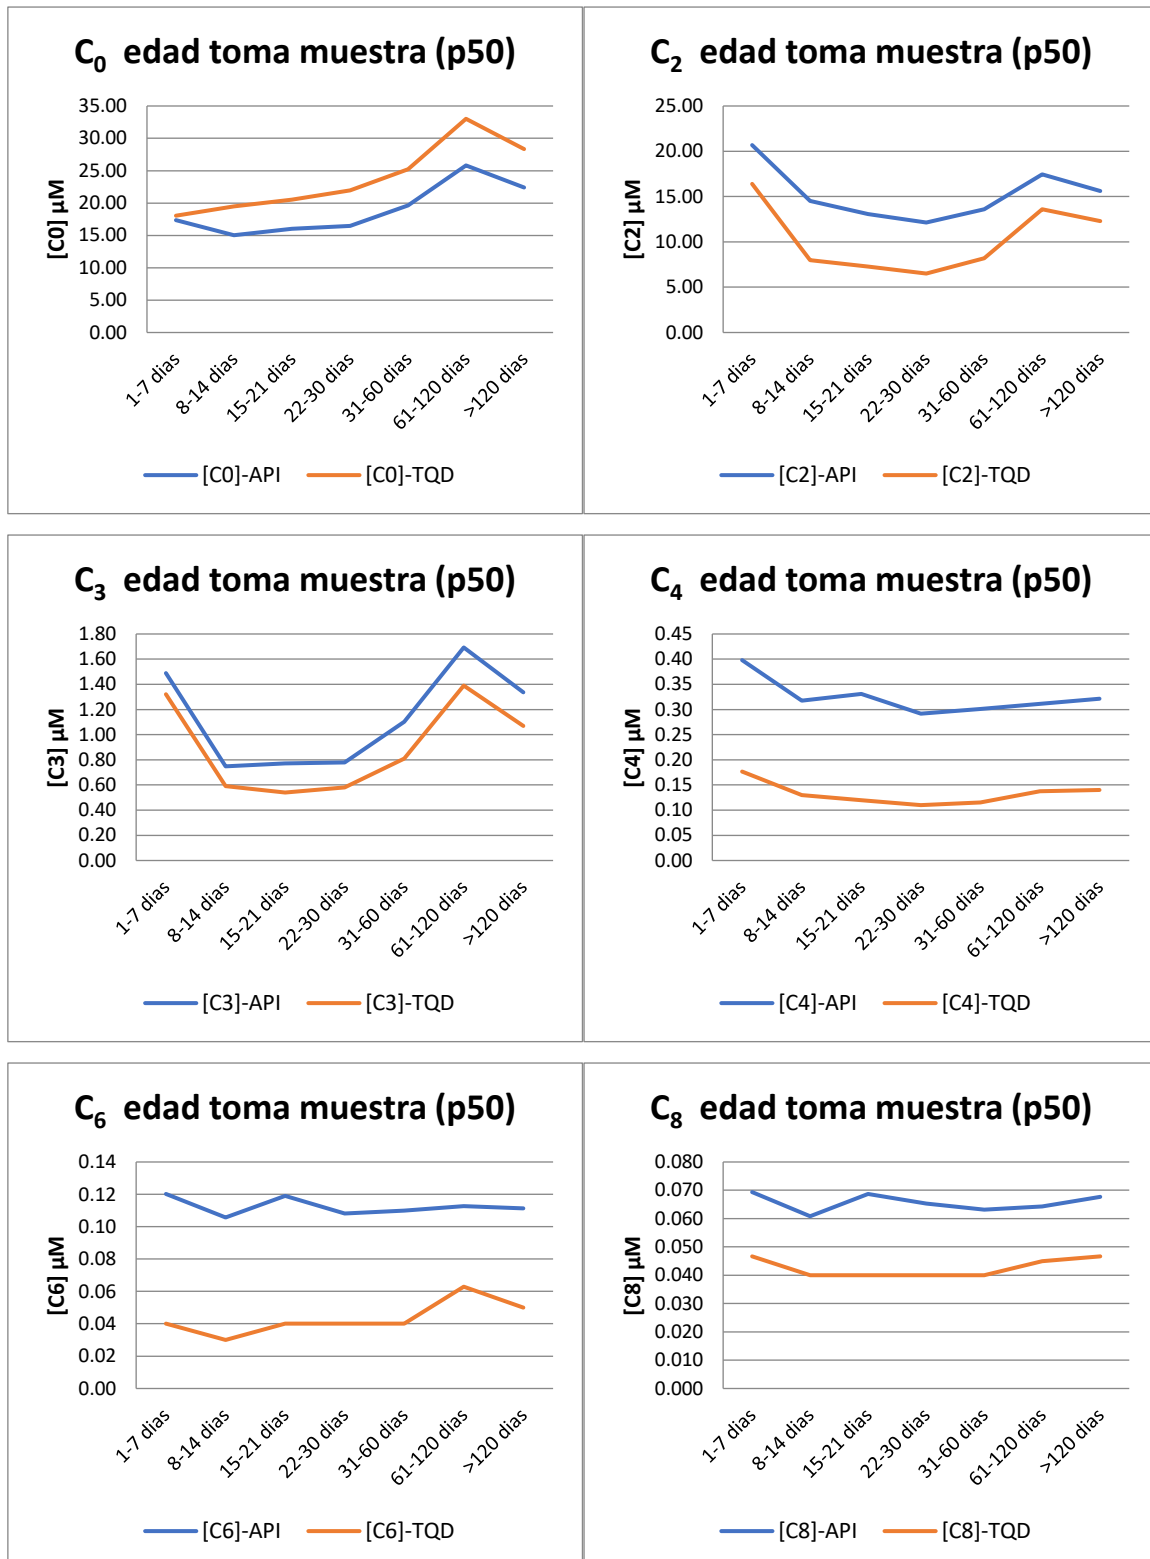 C0 edad toma muestra (p50)
35.00
30.00
25.00
20.00
15.00
10.00
5.00
0.00
[C0] µM
1-7 dias
8-14 dias
15-21 dias
22-30 dias
31-60 dias
61-120 dias
>120 dias
[C0]-API [C0]-TQD
C2 edad toma muestra (p50)
25.00
20.00
15.00
10.00
5.00
0.00
[C2] µM
1-7 dias
8-14 dias
15-21 dias
22-30 dias
31-60 dias
61-120 dias
>120 dias
[C2]-API [C2]-TQD
C3 edad toma muestra (p50)
1.80
1.60
1.40
1.20
1.00
0.80
0.60
0.40
0.20
0.00
[C3] µM
1-7 dias
8-14 dias
15-21 dias
22-30 dias
31-60 dias
61-120 dias
>120 dias
[C3]-API [C3]-TQD
C4 edad toma muestra (p50)
0.45
0.40
0.35
0.30
0.25
0.20
0.15
0.10
0.05
0.00
[C4] µM
1-7 dias
8-14 dias
15-21 dias
22-30 dias
31-60 dias
61-120 dias
>120 dias
[C4]-API [C4]-TQD
C6 edad toma muestra (p50)
0.14
0.12
0.10
0.08
0.06
0.04
0.02
0.00
[C6] µM
1-7 dias
8-14 dias
15-21 dias
22-30 dias
31-60 dias
61-120 dias
>120 dias
[C6]-API [C6]-TQD
C8 edad toma muestra (p50)
0.080
0.070
0.060
0.050
0.040
0.030
0.020
0.010
0.000
[C8] µM
1-7 dias
8-14 dias
15-21 dias
22-30 dias
31-60 dias
61-120 dias
>120 dias
[C8]-API [C8]-TQD